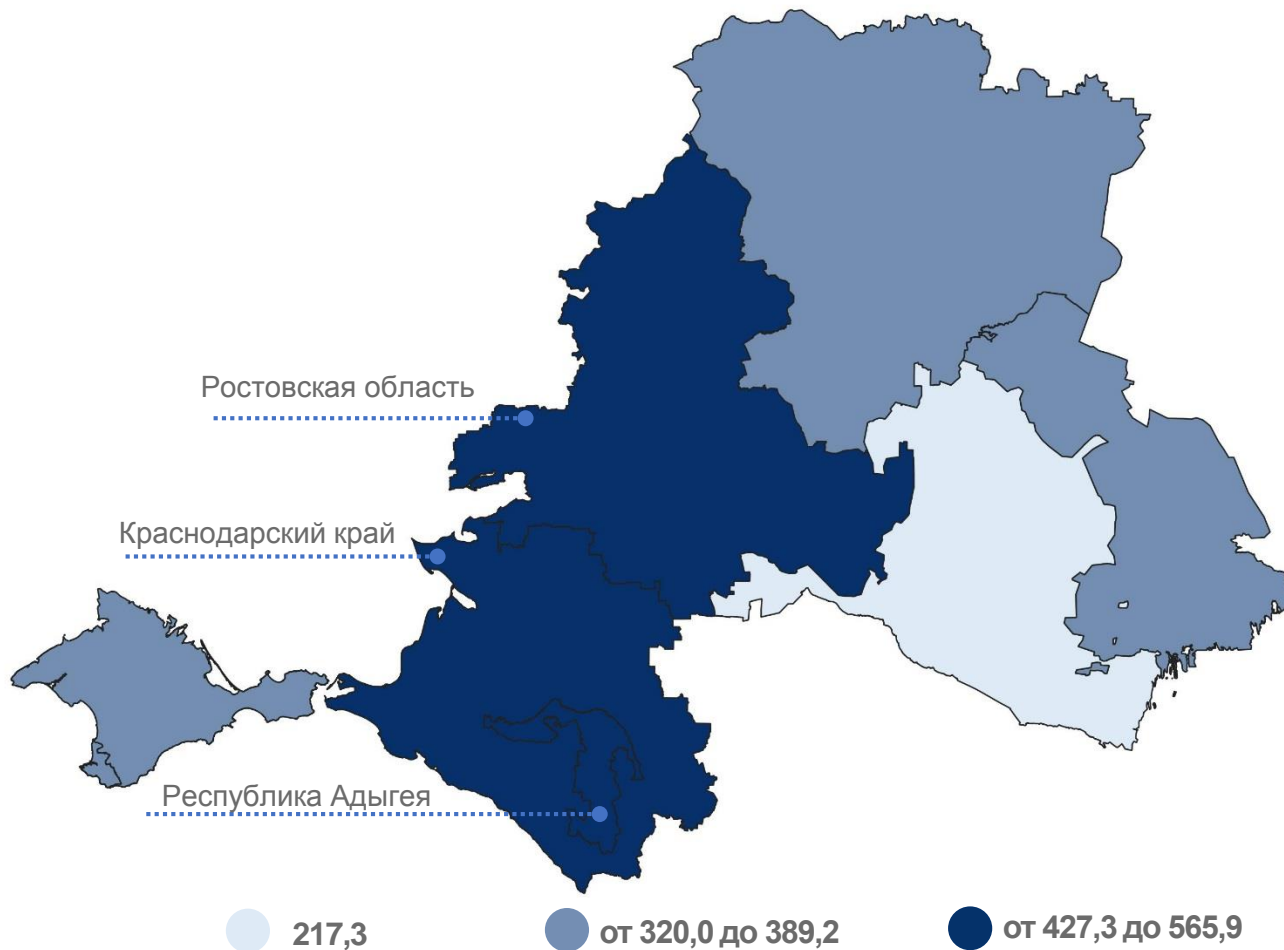 Ростовская область
Краснодарский край
Республика Адыгея
217,3
от 320,0 до 389,2
от 427,3 до 565,9